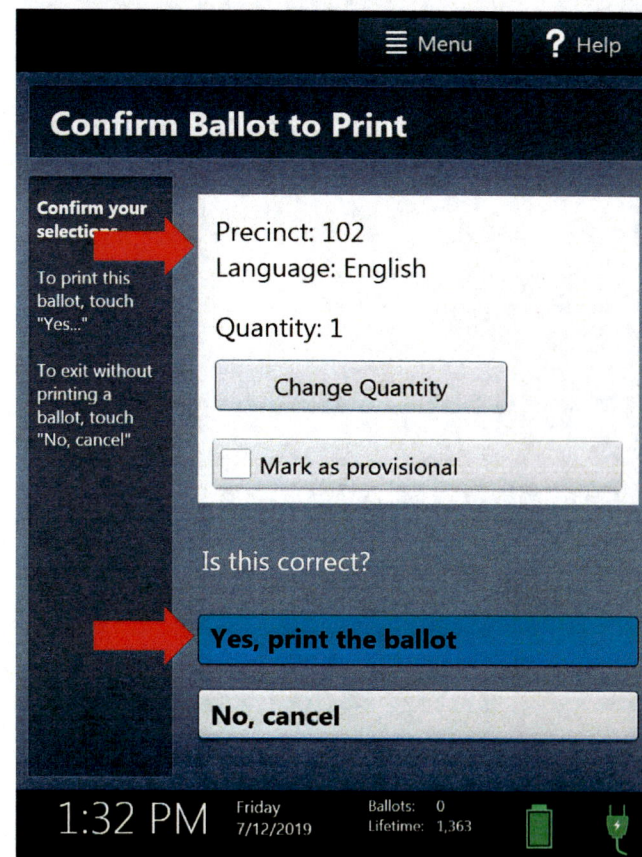 Menu
? Help
Confirm Ballot to Print
Confirm your
selections
To print this
ballot, touch
"Yes..."
To exit without
printing a
ballot, touch
"No, cancel"
Precinct: 102
Language: English
Quantity: 1
Change Quantity
Mark as provisional
Is this correct?
Yes, print the ballot
No, cancel
1:32 PM
Friday
7/12/2019
Ballots: 0
Lifetime: 1,363